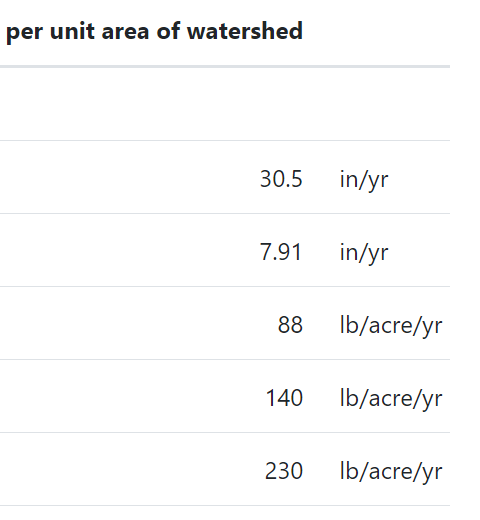 per unit area of watershed
30.5 in/yr
7.91 in/yr
88 lb/acre/yr
140 lb/acre/yr
230 lb/acre/yr